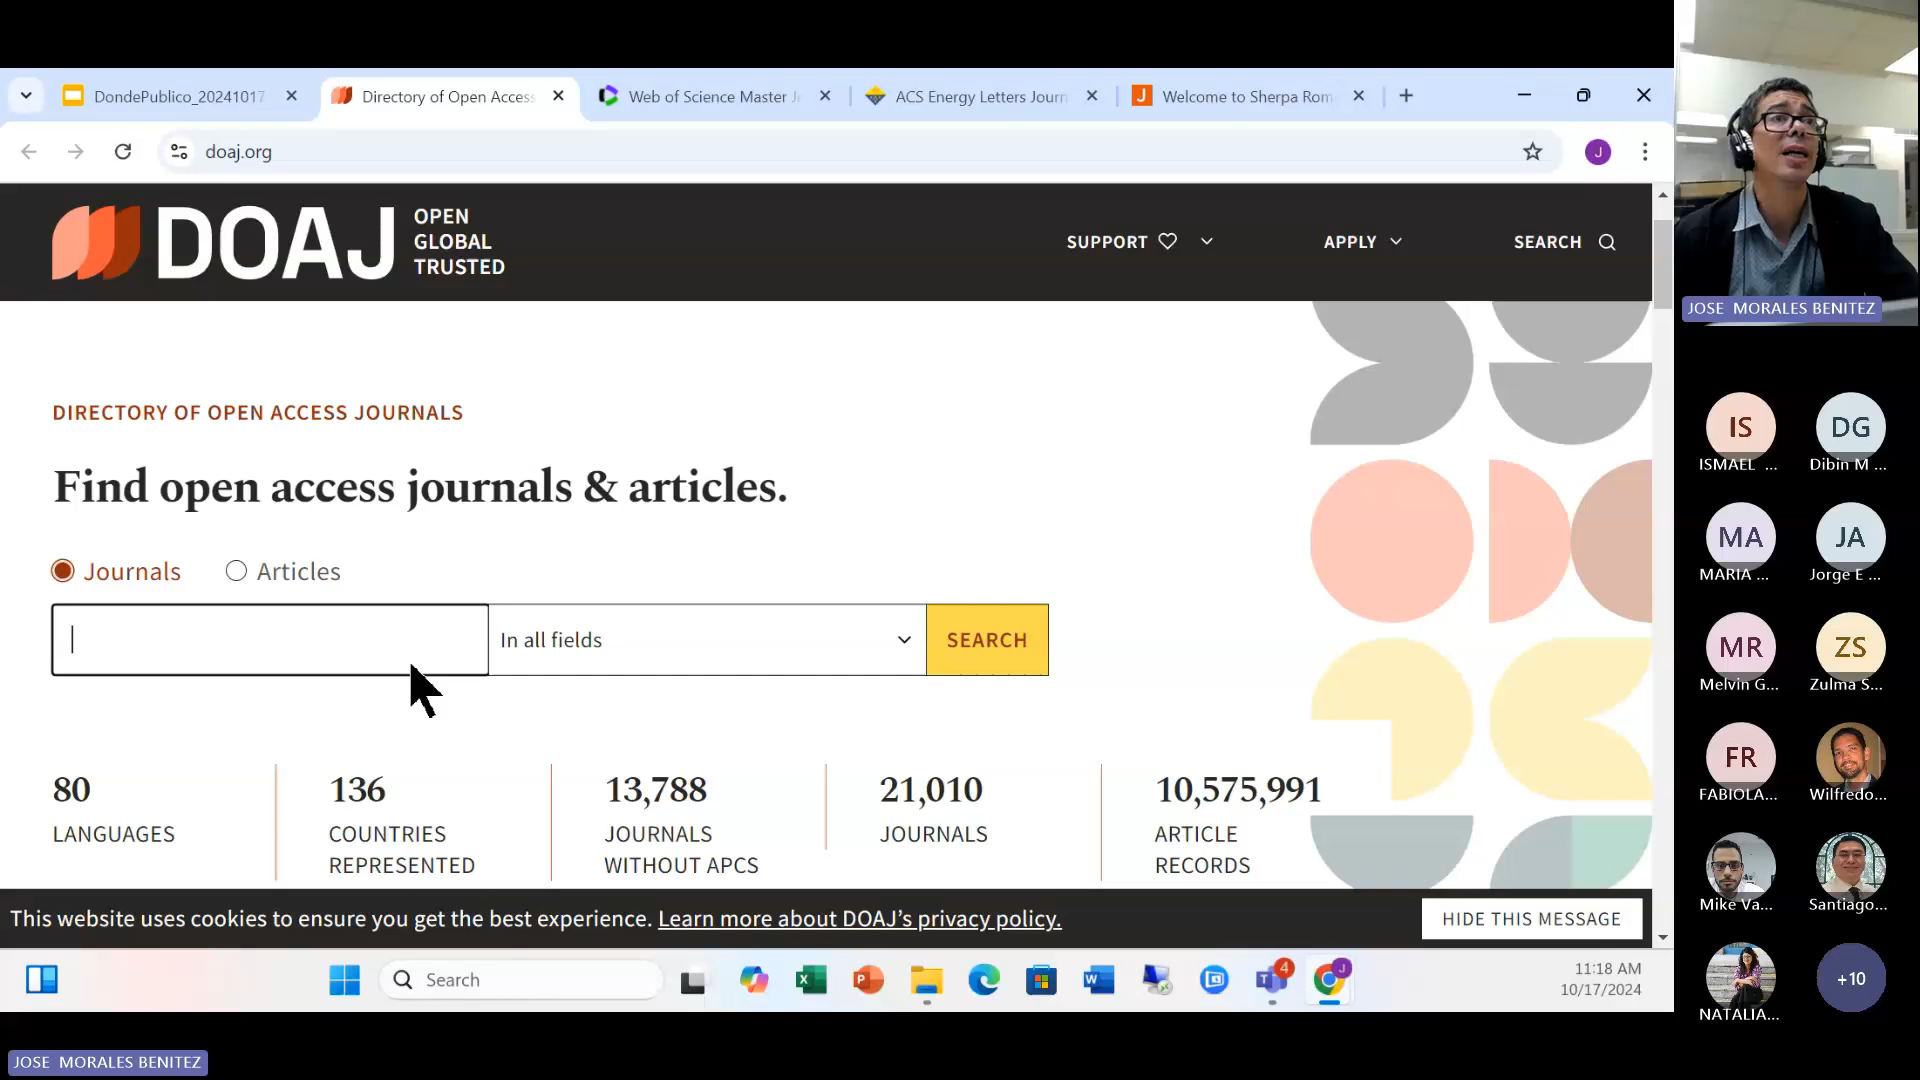 DondePublico_20241017
Directory of Open Access
Web of Science Master J
ACS Energy Letters Journ
Welcome to Sherpa Rom
doaj.org
J
DOAJ
OPEN
GLOBAL
TRUSTED
SUPPORT
APPLY
SEARCH
DIRECTORY OF OPEN ACCESS JOURNALS
Find open access journals & articles.
Journals
Articles
In all fields
SEARCH
80
LANGUAGES
136
COUNTRIES
REPRESENTED
13,788
JOURNALS
WITHOUT APCS
21,010
JOURNALS
10,575,991
ARTICLE
RECORDS
This website uses cookies to ensure you get the best experience. Learn more about DOAJ's privacy policy.
HIDE THIS MESSAGE
Search
4
J
11:18 AM
10/17/2024
JOSE MORALES BENITEZ
IS
ISMAEL ...
DG
Dibin M ...
MA
MARIA ...
JA
Jorge E ...
MR
Melvin G...
ZS
Zulma S...
FR
FABIOLA...
Wilfredo...
Mike Va...
Santiago...
NATALIA...
+10
JOSE MORALES BENITEZ